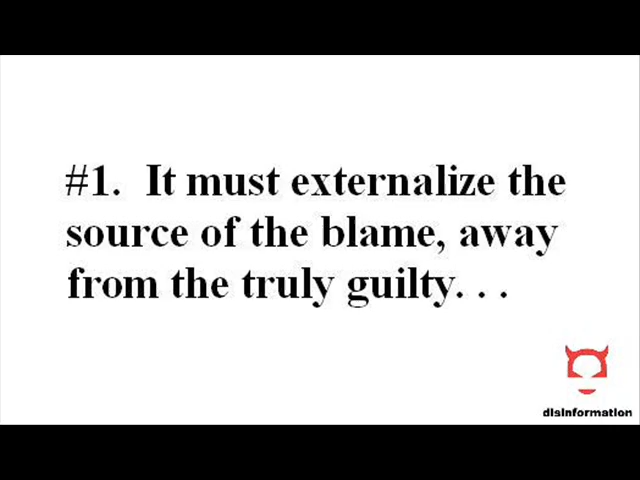 #1. It must externalize the
source of the blame, away
from the truly guilty. . .
disinformation